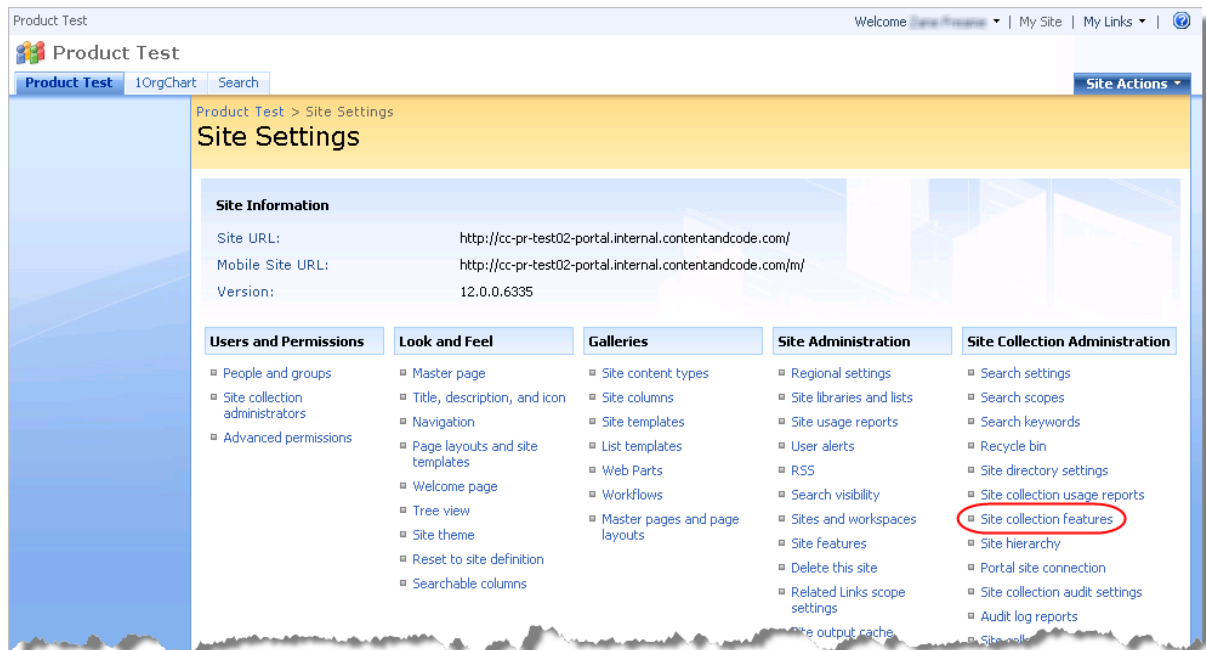 Product Test
Welcome | My Site | My Links |
Product Test
Product Test 1OrgChart Search
Site Actions
Product Test > Site Settings
Site Settings
Site Information
Site URL: http://cc-pr-test02-portal.internal.contentandcode.com/
Mobile Site URL: http://cc-pr-test02-portal.internal.contentandcode.com/m/
Version: 12.0.0.6335
Users and Permissions
People and groups
Site collection
administrators
Advanced permissions
Look and Feel
Master page
Title, description, and icon
Navigation
Page layouts and site
templates
Welcome page
Tree view
Site theme
Reset to site definition
Searchable columns
Galleries
Site content types
Site columns
Site templates
List templates
Web Parts
Workflows
Master pages and page
layouts
Site Administration
Regional settings
Site libraries and lists
Site usage reports
User alerts
RSS
Search visibility
Sites and workspaces
Site features
Delete this site
Related Links scope
settings
output cache
Site Collection Administration
Search settings
Search scopes
Search keywords
Recycle bin
Site directory settings
Site collection usage reports
Site collection features
Site hierarchy
Portal site connection
Site collection audit settings
Audit log reports